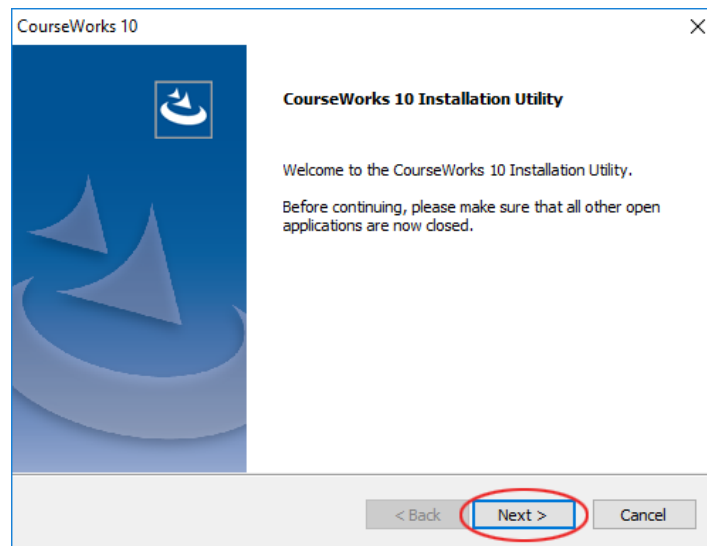 CourseWorks 10
CourseWorks 10 Installation Utility
Welcome to the CourseWorks 10 Installation Utility.
Before continuing, please make sure that all other open
applications are now closed.
< Back
Next >
Cancel